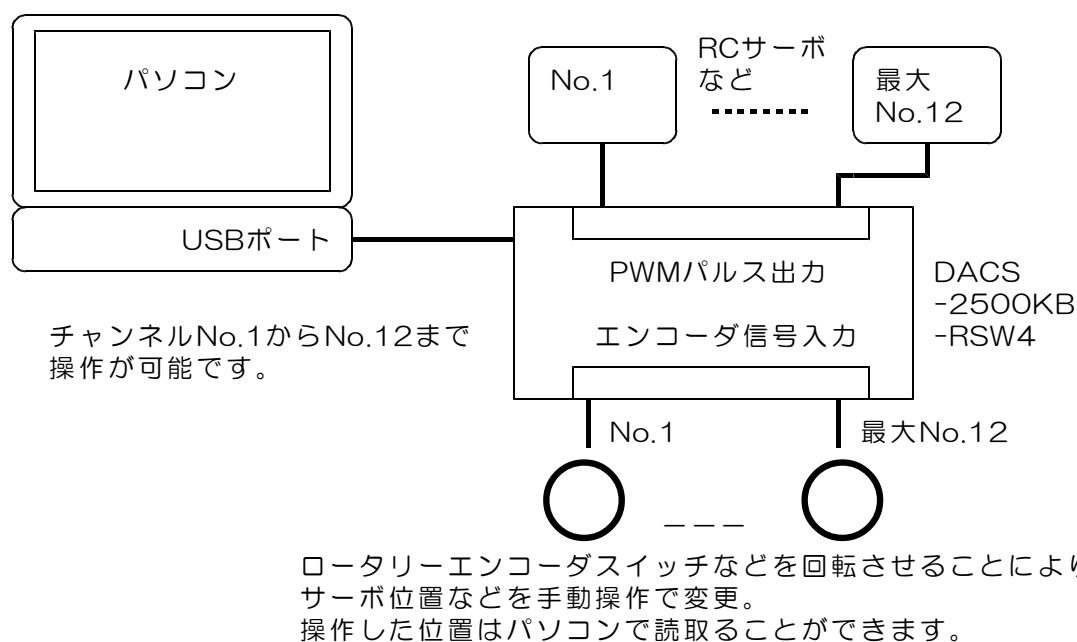 パソコン
USBポート
No.1
RCサーボ
など
最大
No.12
PWMパルス出力
エンコーダ信号入力
DACS
-2500KB
-RSW4
チャンネルNo.1からNo.12まで
操作が可能です。
No.1
最大No.12
ロータリーエンコーダスイッチなどを回転させることにより
サーボ位置などを手動操作で変更。
操作した位置はパソコンで読取ることができます。